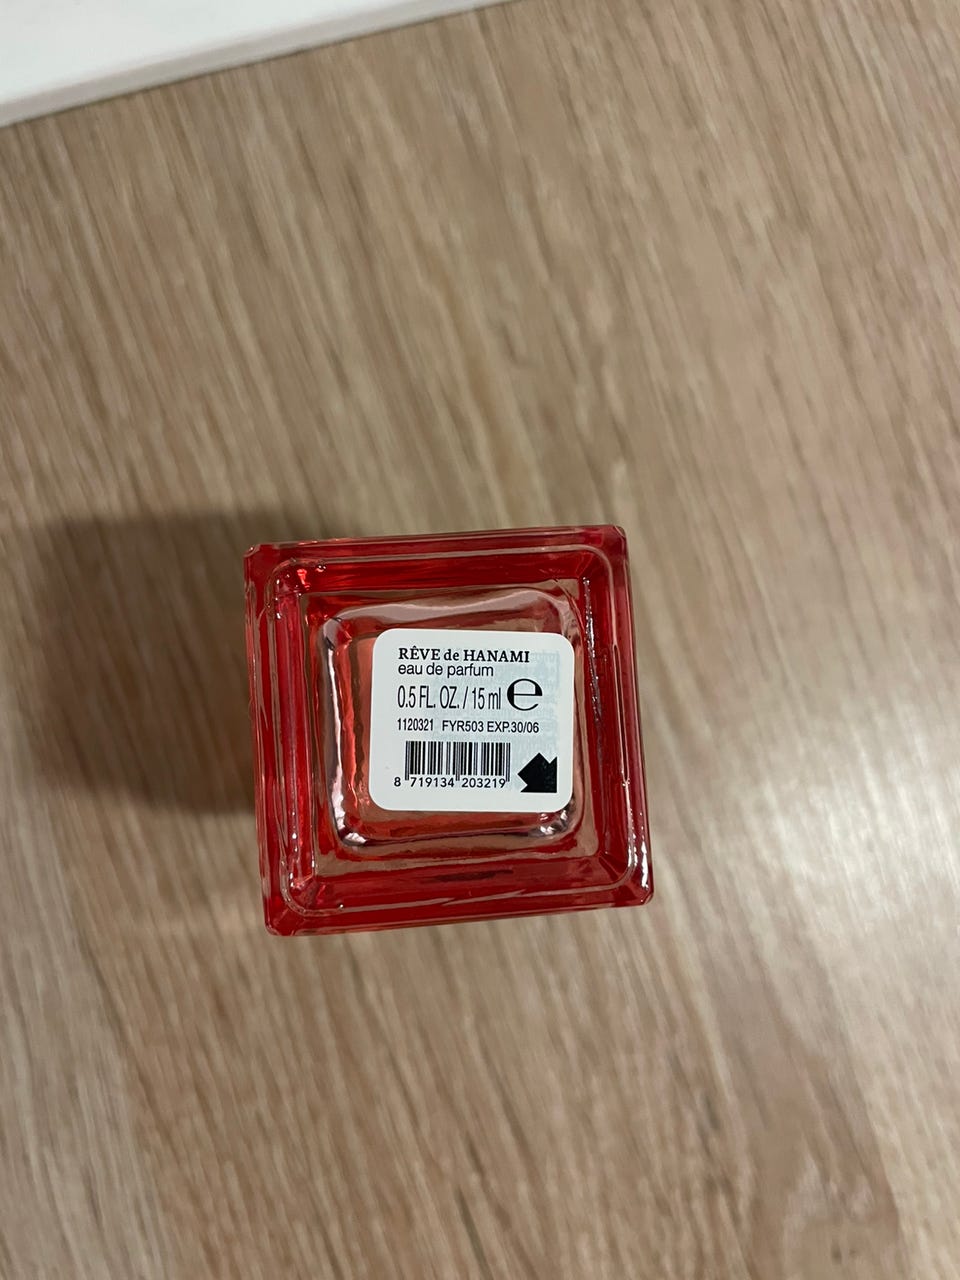 RÊVE de HANAMI
eau de parfum
0.5 FL. OZ. / 15 ml ℮
1120321 FYR503 EXP.30/06
8 719134 203219